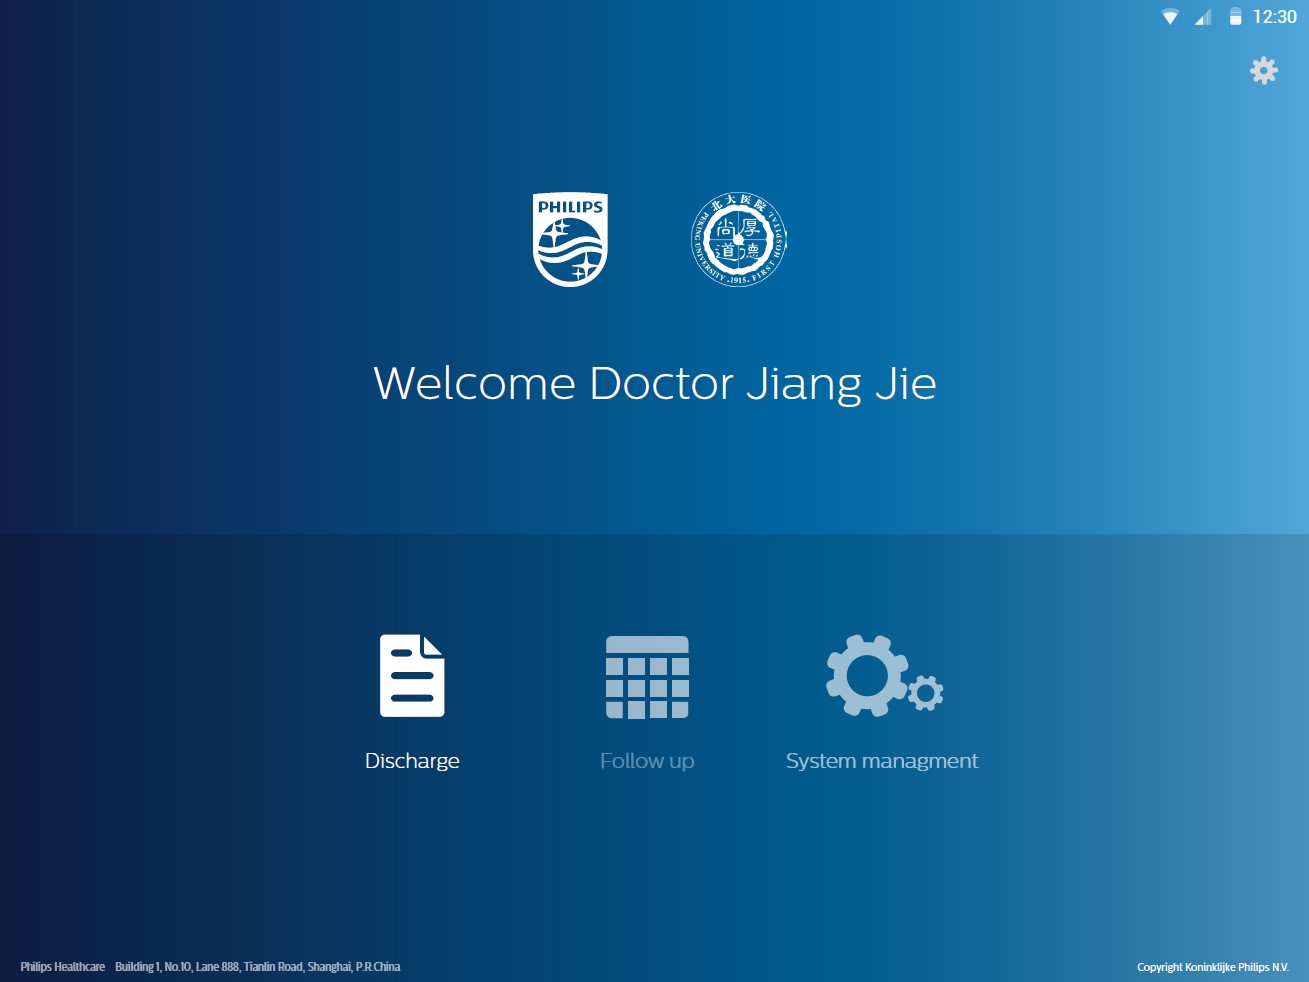 12:30
PHILIPS
北大医院
厚德尚道
PEKING UNIVERSITY ·1915· FIRST HOSPITAL
Welcome Doctor Jiang Jie
Discharge
Follow up
System managment
Philips Healthcare Building 1, No.10, Lane 888, Tianlin Road, Shanghai, P.R.China
Copyright Koninklijke Philips N.V.